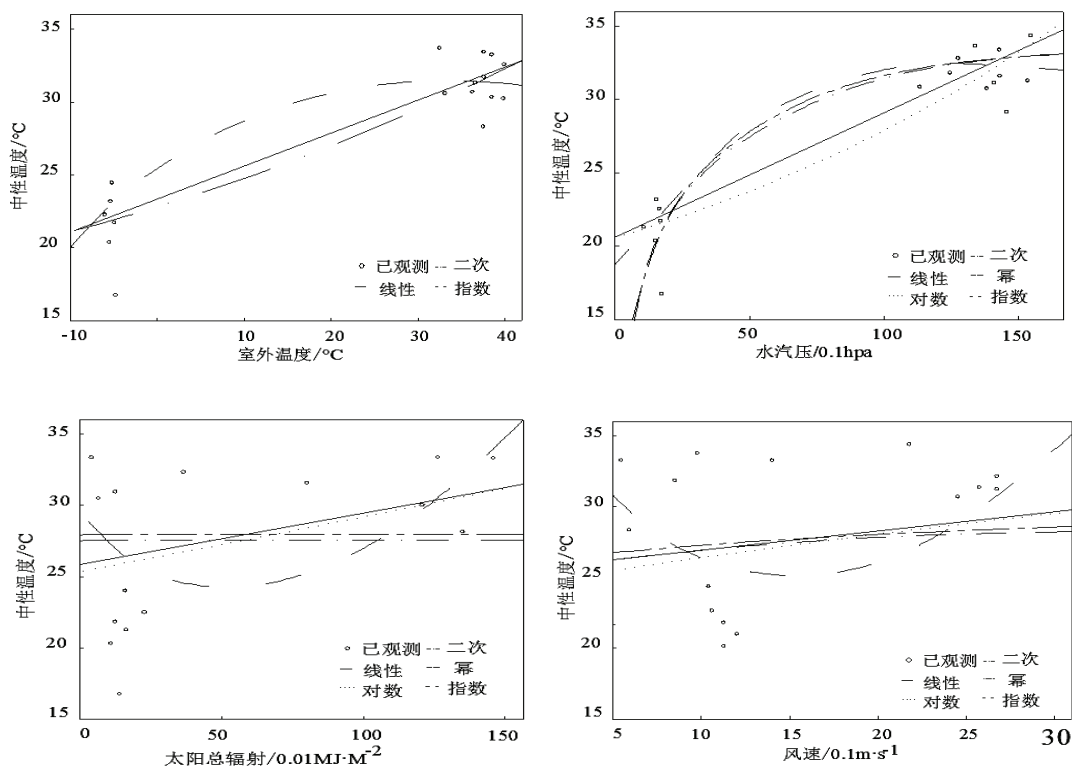 35
30
25
20
15
中性温度/°C
-10
0
10
20
30
40
室外温度/°C
已观测 二次
线性 指数
35
30
25
20
15
中性温度/°C
0
50
100
150
水汽压/0.1hpa
已观测 二次
线性 幂
对数 指数
35
30
25
20
15
中性温度/°C
0
50
100
150
太阳总辐射/0.01MJ·M-2
已观测 二次
线性 幂
对数 指数
35
30
25
20
15
中性温度/°C
5
10
15
20
25
30
风速/0.1m·s-1
已观测 二次
线性 幂
对数 指数